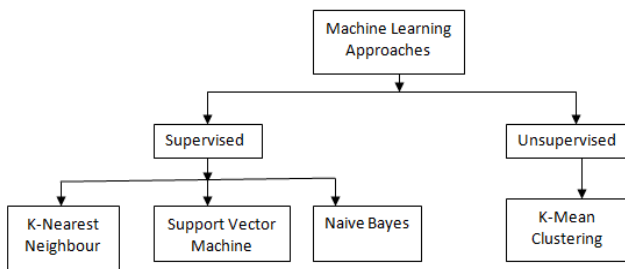 Machine Learning
Approaches
Supervised
Unsupervised
K-Nearest
Neighbour
Support Vector
Machine
Naive Bayes
K-Mean
Clustering